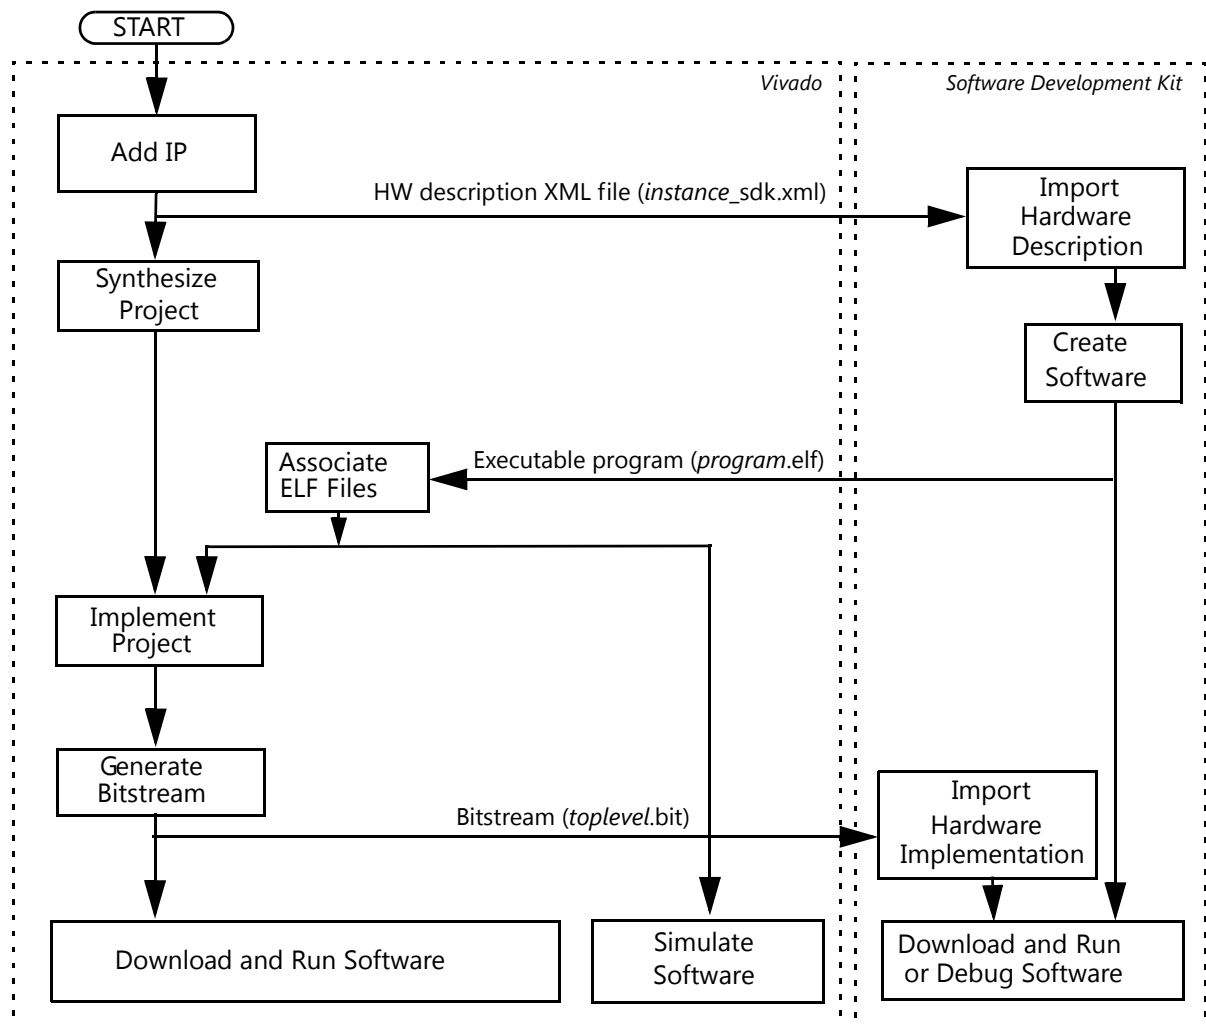 START
Vivado
Software Development Kit
Add IP
HW description XML file (instance_sdk.xml)
Import
Hardware
Description
Synthesize
Project
Create
Software
Associate
ELF Files
Executable program (program.elf)
Implement
Project
Generate
Bitstream
Bitstream (toplevel.bit)
Import
Hardware
Implementation
Download and Run Software
Simulate
Software
Download and Run
or Debug Software